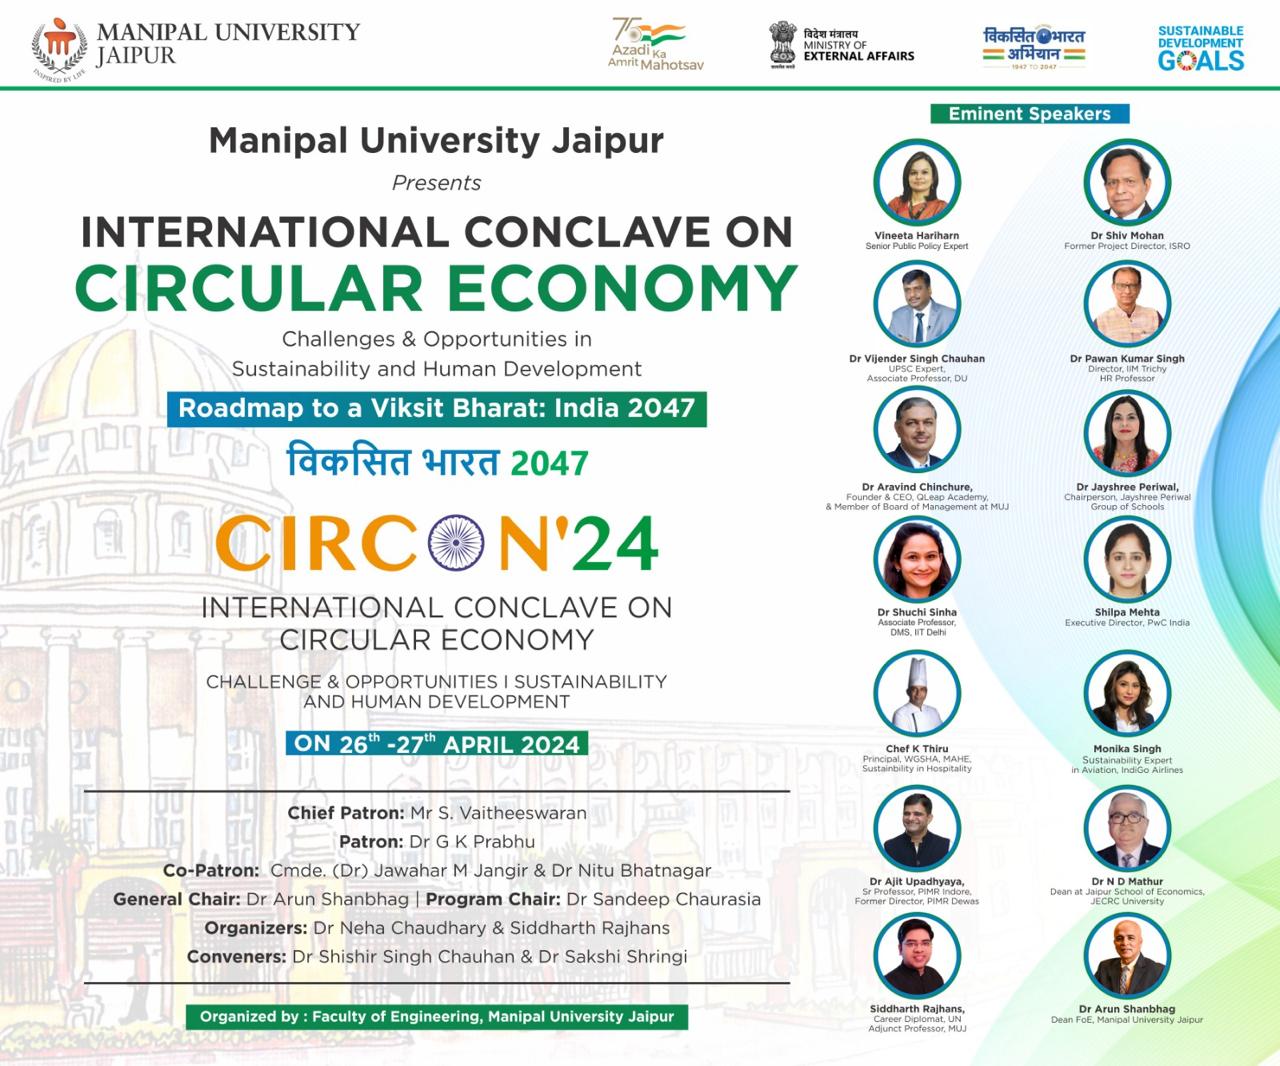 MANIPAL UNIVERSITY
JAIPUR
INSPIRED BY LIFE
75
Azadi Ka
Amrit Mahotsav
विदेश मंत्रालय
MINISTRY OF
EXTERNAL AFFAIRS
विकसित भारत
अभियान
1947 TO 2047
SUSTAINABLE
DEVELOPMENT
GOALS
Manipal University Jaipur
Presents
INTERNATIONAL CONCLAVE ON
CIRCULAR ECONOMY
Challenges & Opportunities in
Sustainability and Human Development
Roadmap to a Viksit Bharat: India 2047
विकसित भारत 2047
CIRCON'24
INTERNATIONAL CONCLAVE ON
CIRCULAR ECONOMY
CHALLENGE & OPPORTUNITIES I SUSTAINABILITY
AND HUMAN DEVELOPMENT
ON 26th -27th APRIL 2024
Chief Patron: Mr S. Vaitheeswaran
Patron: Dr G K Prabhu
Co-Patron: Cmde. (Dr) Jawahar M Jangir & Dr Nitu Bhatnagar
General Chair: Dr Arun Shanbhag | Program Chair: Dr Sandeep Chaurasia
Organizers: Dr Neha Chaudhary & Siddharth Rajhans
Conveners: Dr Shishir Singh Chauhan & Dr Sakshi Shringi
Organized by : Faculty of Engineering, Manipal University Jaipur
Eminent Speakers
Vineeta Hariharn
Senior Public Policy Expert
Dr Shiv Mohan
Former Project Director, ISRO
Dr Vijender Singh Chauhan
UPSC Expert,
Associate Professor, DU
Dr Pawan Kumar Singh
Director, IIM Trichy
HR Professor
Dr Aravind Chinchure,
Founder & CEO, QLeap Academy,
& Member of Board of Management at MUJ
Dr Jayshree Periwal,
Chairperson, Jayshree Periwal
Group of Schools
Dr Shuchi Sinha
Associate Professor,
DMS, IIT Delhi
Shilpa Mehta
Executive Director, PwC India
Chef K Thiru
Principal, WGSHA, MAHE,
Sustainbility in Hospitality
Monika Singh
Sustainability Expert
in Aviation, IndiGo Airlines
Dr Ajit Upadhyaya,
Sr Professor, PIMR Indore,
Former Director, PIMR Dewas
Dr N D Mathur
Dean at Jaipur School of Economics,
JECRC University
Siddharth Rajhans,
Career Diplomat, UN
Adjunct Professor, MUJ
Dr Arun Shanbhag
Dean FoE, Manipal University Jaipur